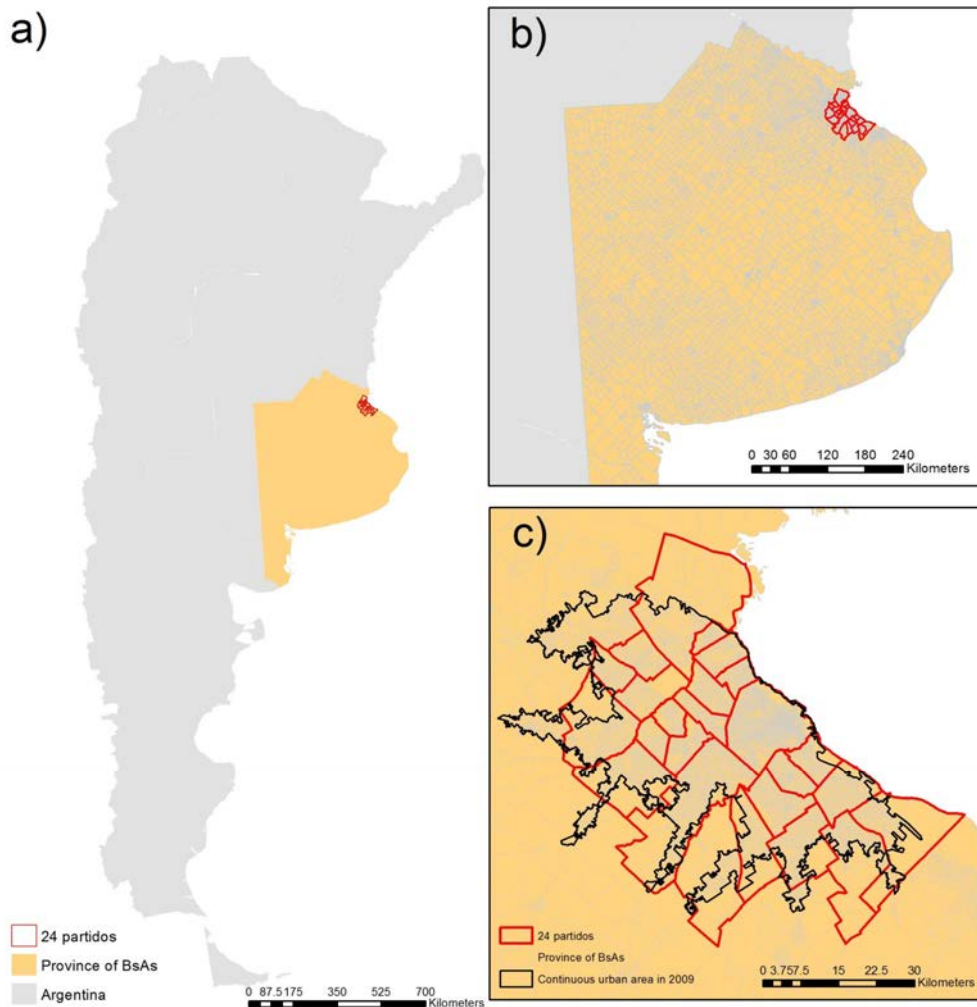 a)
24 partidos
Province of BsAs
Argentina
0 87.5175 350 525 700
Kilometers
b)
0 30 60 120 180 240
Kilometers
c)
24 partidos
Province of BsAs
Continuous urban area in 2009
0 3.757.5 15 22.5 30
Kilometers